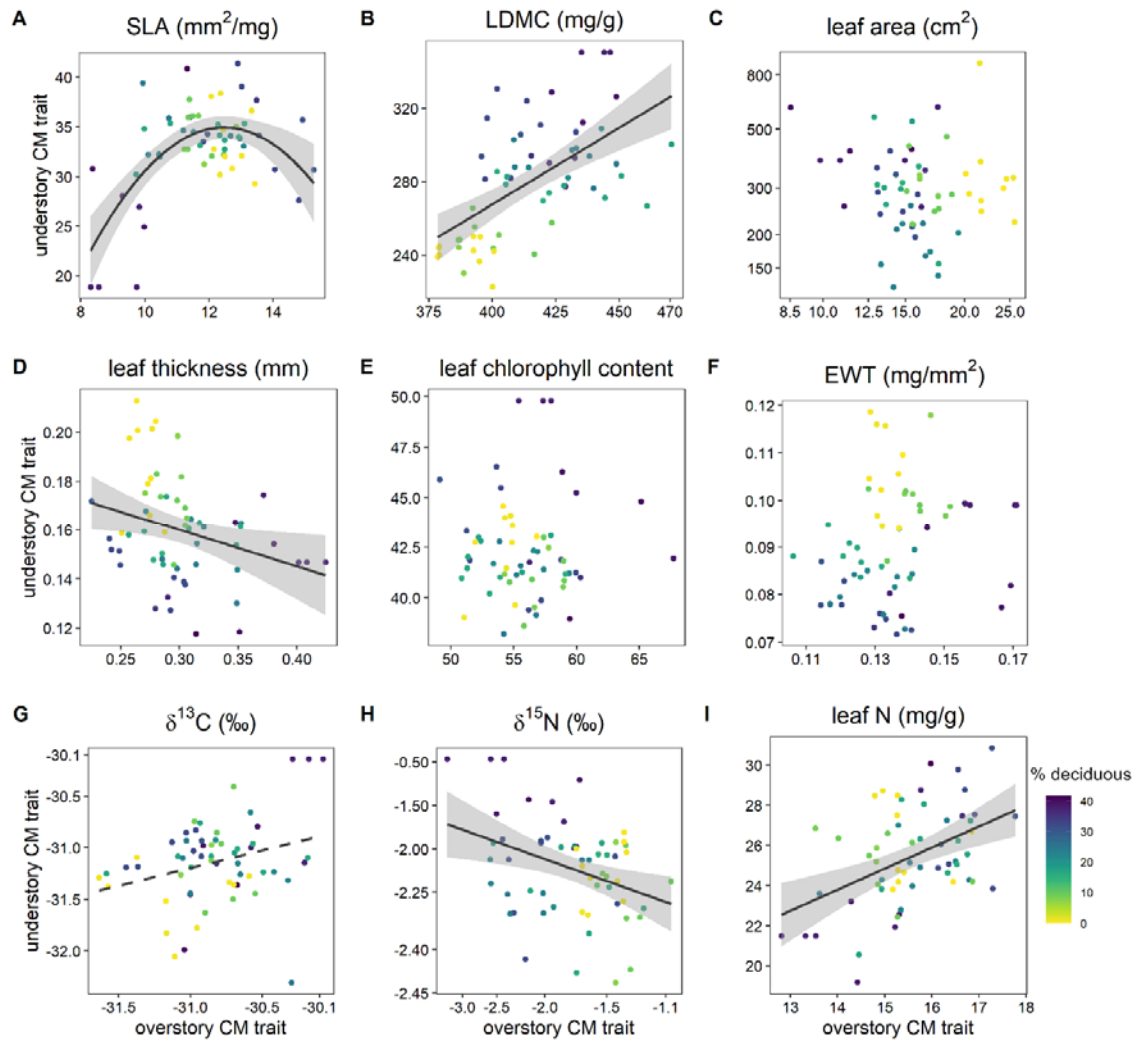 A SLA (mm²/mg)
B LDMC (mg/g)
C leaf area (cm²)
understory CM trait
40
35
30
25
20
8 10 12 14
320
280
240
375 400 425 450 470
800
500
300
200
150
8.5 10.0 12.5 15.0 20.0 25.0
D leaf thickness (mm)
E leaf chlorophyll content
F EWT (mg/mm²)
understory CM trait
0.20
0.18
0.16
0.14
0.12
0.25 0.30 0.35 0.40
50.0
47.5
45.0
42.5
40.0
50 55 60 65
0.12
0.11
0.10
0.09
0.08
0.07
0.11 0.13 0.15 0.17
G δ¹³C (‰)
H δ¹⁵N (‰)
I leaf N (mg/g)
understory CM trait
-30.1
-30.5
-31.0
-31.5
-32.0
-31.5 -31.0 -30.5 -30.1
overstory CM trait
-0.50
-1.50
-2.00
-2.25
-2.40
-2.45
-3.0 -2.0 -1.5 -1.0
overstory CM trait
30
28
26
24
22
20
13 14 15 16 17
overstory CM trait
% deciduous
40
30
20
10
0